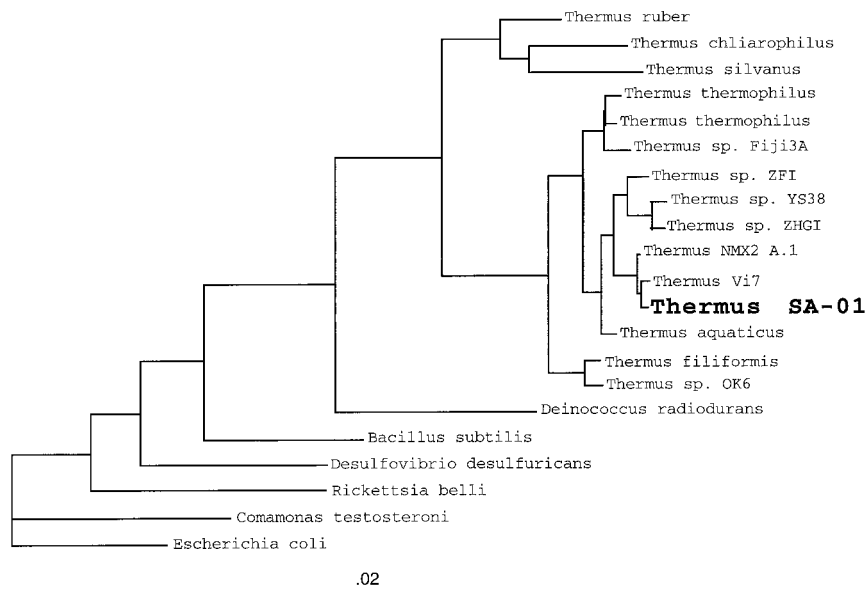 Thermus ruber
Thermus chliarophilus
Thermus silvanus
Thermus thermophilus
Thermus thermophilus
Thermus sp. Fiji3A
Thermus sp. ZFI
Thermus sp. YS38
Thermus sp. ZHGI
Thermus NMX2 A.1
Thermus Vi7
Thermus SA-01
Thermus aquaticus
Thermus filiformis
Thermus sp. OK6
Deinococcus radiodurans
Bacillus subtilis
Desulfovibrio desulfuricans
Rickettsia belli
Comamonas testosteroni
Escherichia coli
.02